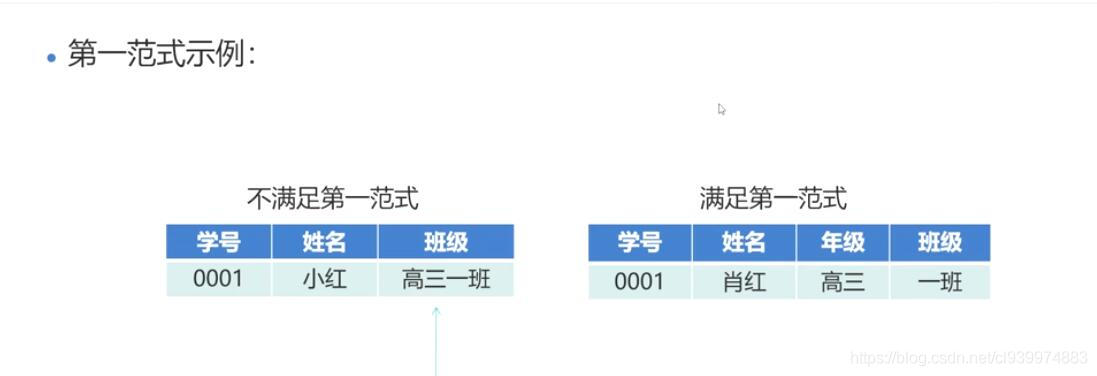 • 第一范式示例：
不满足第一范式
学号 姓名 班级
0001 小红 高三一班
满足第一范式
学号 姓名 年级 班级
0001 肖红 高三 一班
https://blog.csdn.net/cl939974883